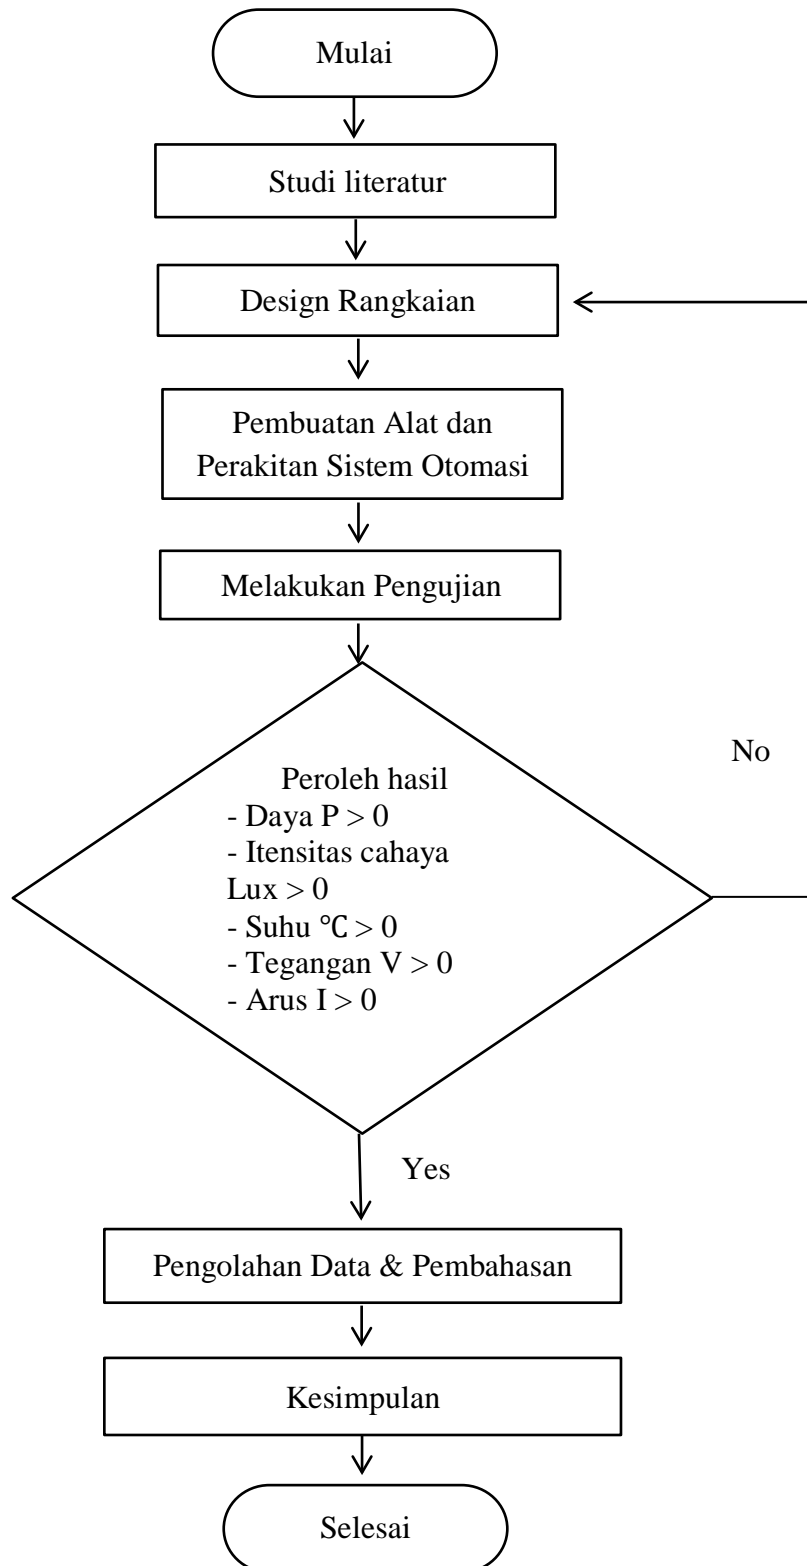 Mulai
Studi literatur
Design Rangkaian
Pembuatan Alat dan
Perakitan Sistem Otomasi
Melakukan Pengujian
No
Peroleh hasil
- Daya P > 0
- Itensitas cahaya
Lux > 0
- Suhu ℃ > 0
- Tegangan V > 0
- Arus I > 0
Yes
Pengolahan Data & Pembahasan
Kesimpulan
Selesai